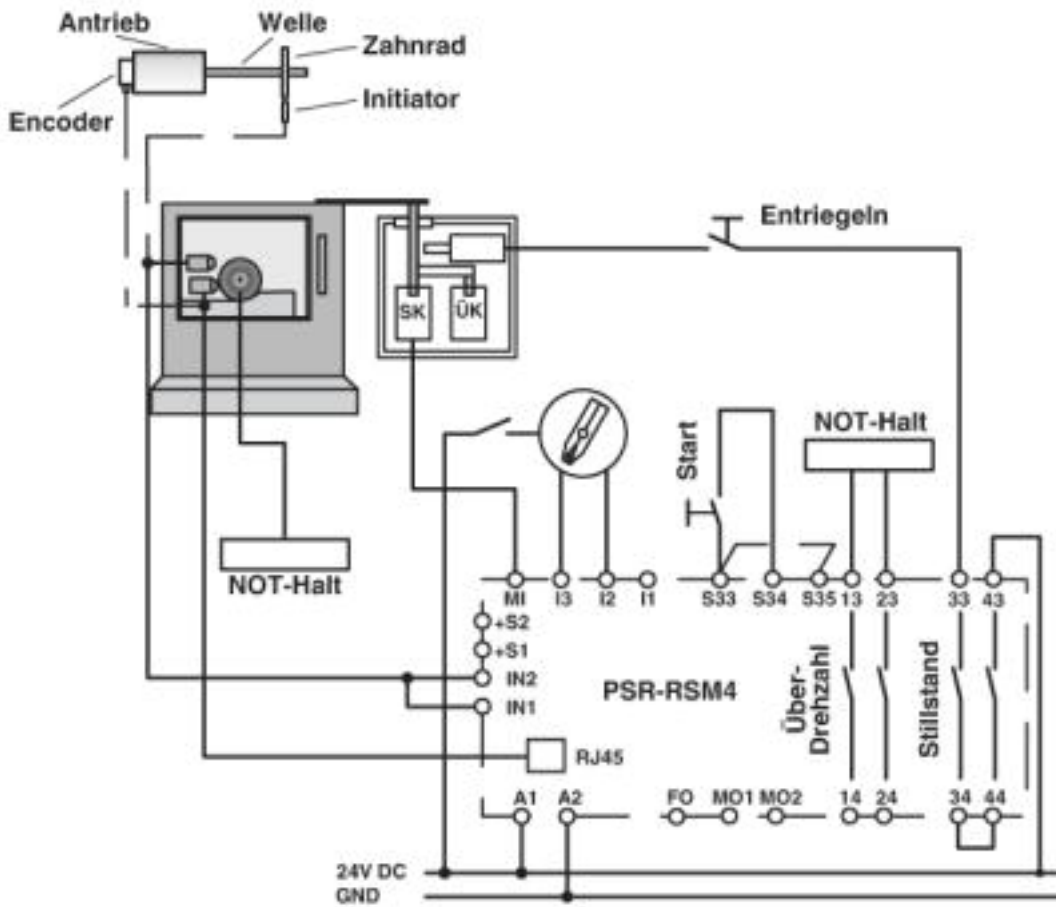 Antrieb
Welle
Zahnrad
Initiator
Encoder
Entriegeln
SK
ÜK
NOT-Halt
Start
NOT-Halt
MI
I3
I2
I1
S33
S34
S35
13
23
33
43
+S2
+S1
IN2
IN1
PSR-RSM4
Über-
Drehzahl
Stillstand
RJ45
A1
A2
FO
MO1
MO2
14
24
34
44
24V DC
GND